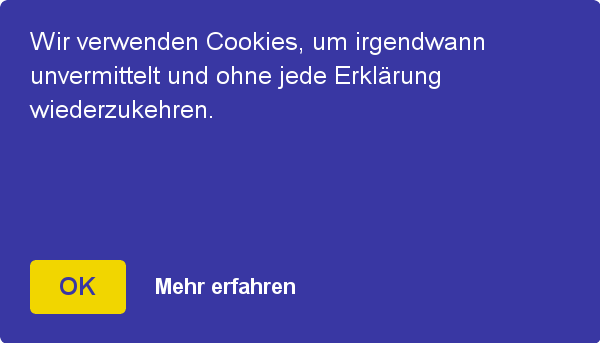 Wir verwenden Cookies, um irgendwann
unvermittelt und ohne jede Erklärung
wiederzukehren.
OK
Mehr erfahren